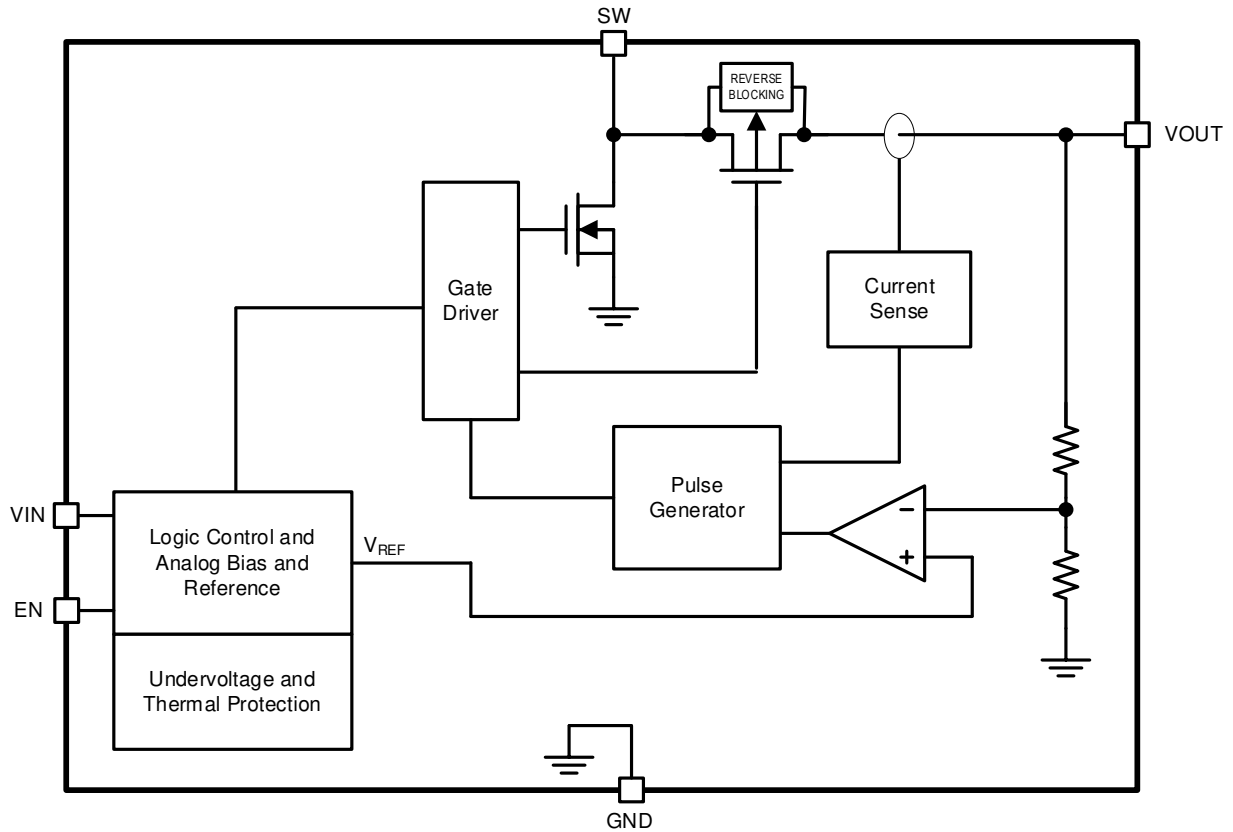 SW
REVERSE
BLOCKING
VOUT
Gate
Driver
Current
Sense
Pulse
Generator
VIN
Logic Control and
Analog Bias and
Reference
VREF
-
+
EN
Undervoltage and
Thermal Protection
GND